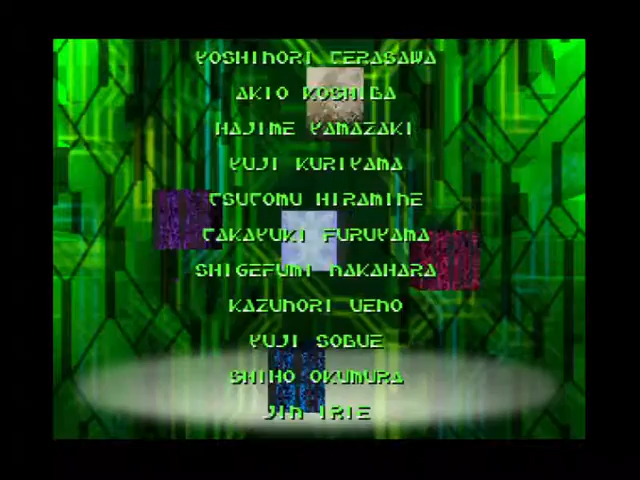 YOSHINORI TERASAWA
AKIO KOSHIBA
HAJIME YAMAZAKI
YUJI KURIYAMA
TSUTOMU HIRAMINE
TAKAYUKI FURUYAMA
SHIGEFUMI NAKAHARA
KAZUNORI UENO
YUJI SOBUE
SHIHO OKUMURA
JIN IRIE